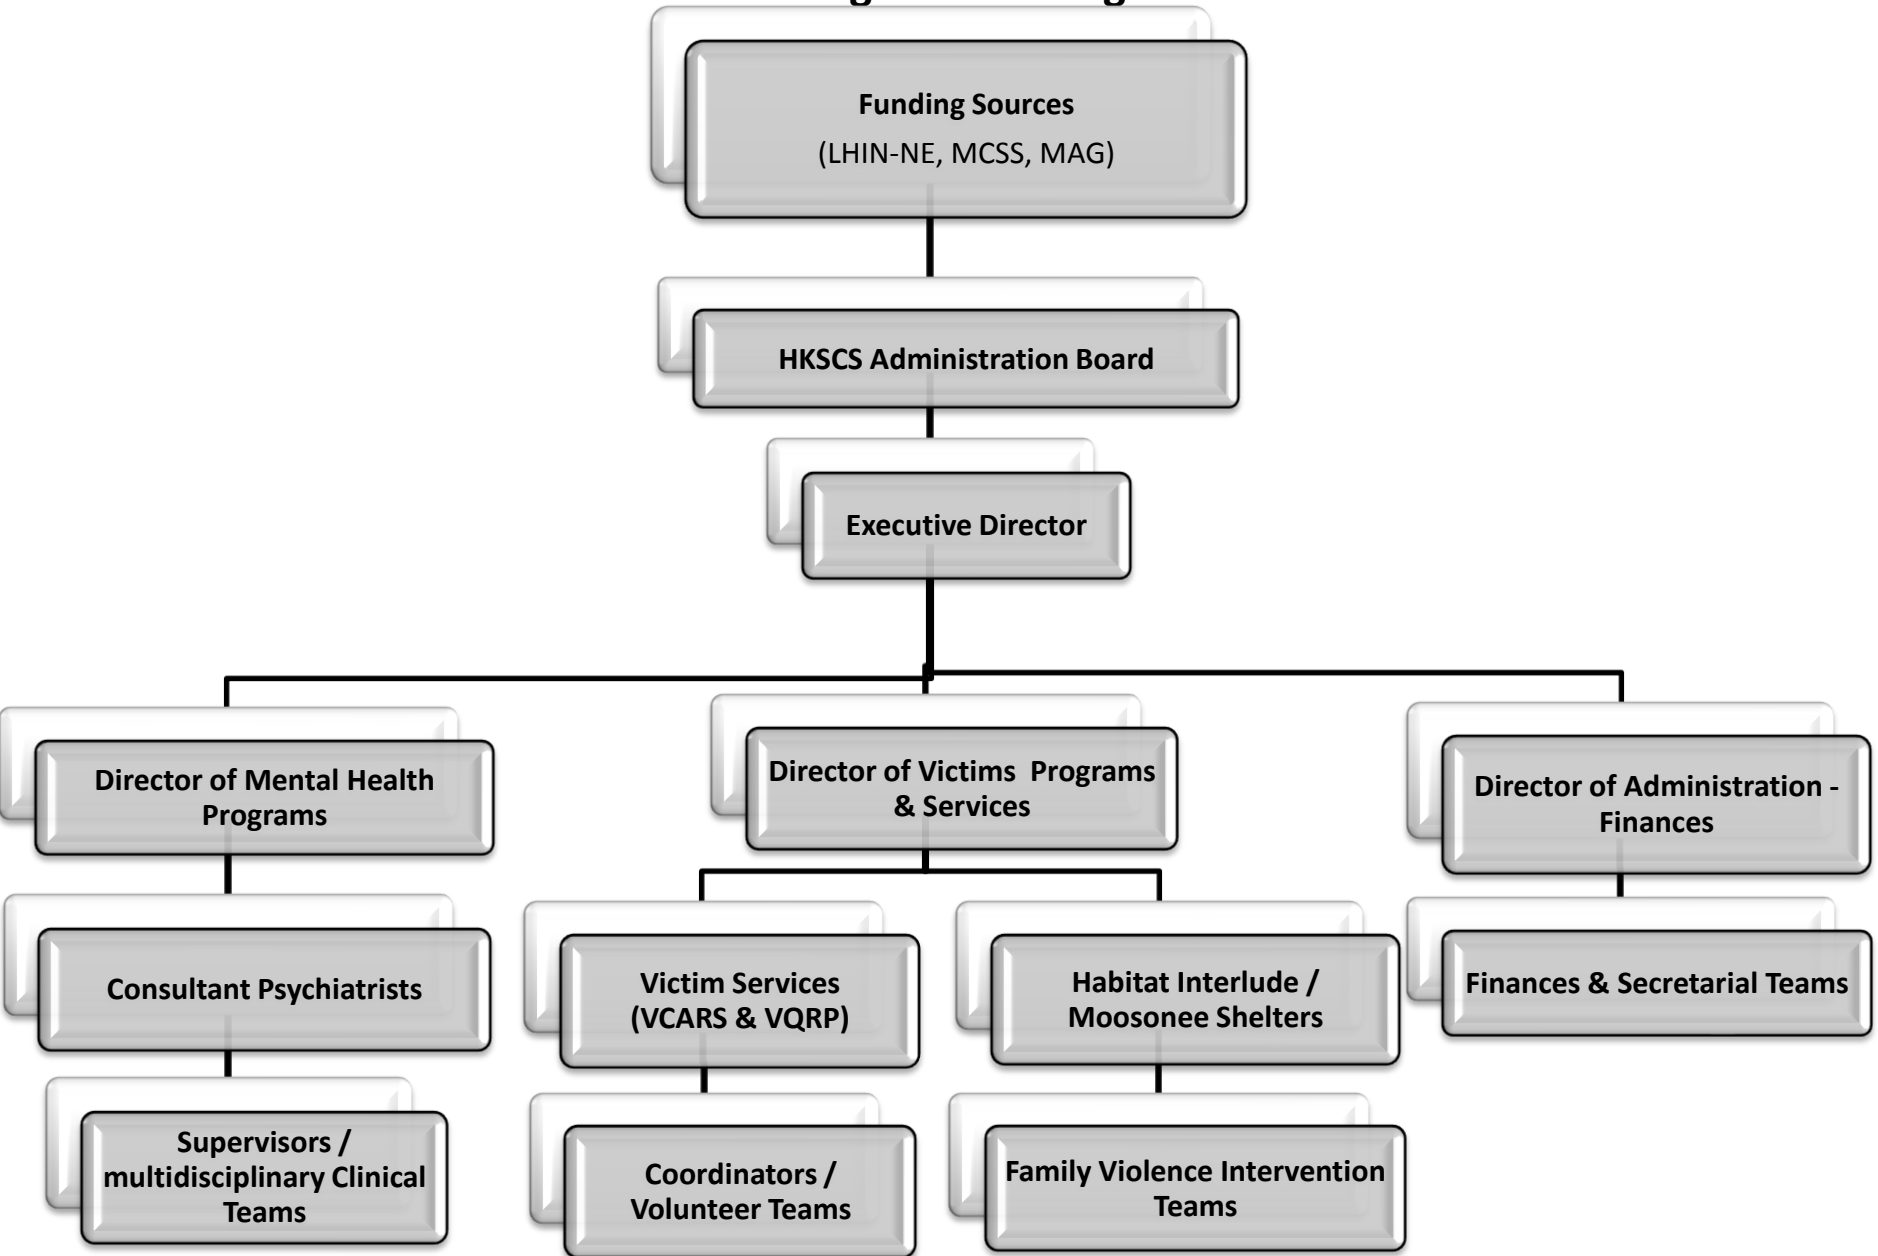 Funding Sources
(LHIN-NE, MCSS, MAG)
HKSCS Administration Board
Executive Director
Director of Mental Health
Programs
Director of Victims Programs
& Services
Director of Administration -
Finances
Consultant Psychiatrists
Victim Services
(VCARS & VQRP)
Habitat Interlude /
Moosonee Shelters
Finances & Secretarial Teams
Supervisors /
multidisciplinary Clinical
Teams
Coordinators /
Volunteer Teams
Family Violence Intervention
Teams